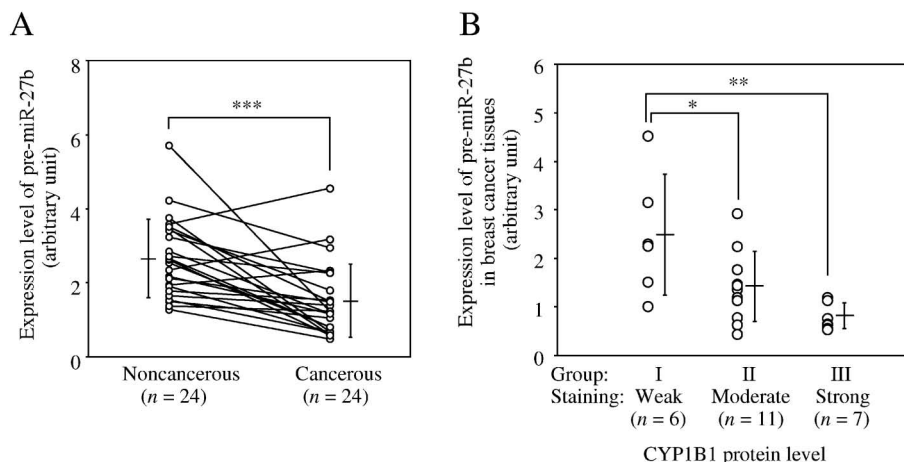 A
Expression level of pre-miR-27b
(arbitrary unit)
8
6
4
2
0
***
Noncancerous
(n = 24)
Cancerous
(n = 24)
B
Expression level of pre-miR-27b
in breast cancer tissues
(arbitrary unit)
6
5
4
3
2
1
0
**
*
Group: I II III
Staining: Weak Moderate Strong
(n = 6) (n = 11) (n = 7)
CYP1B1 protein level